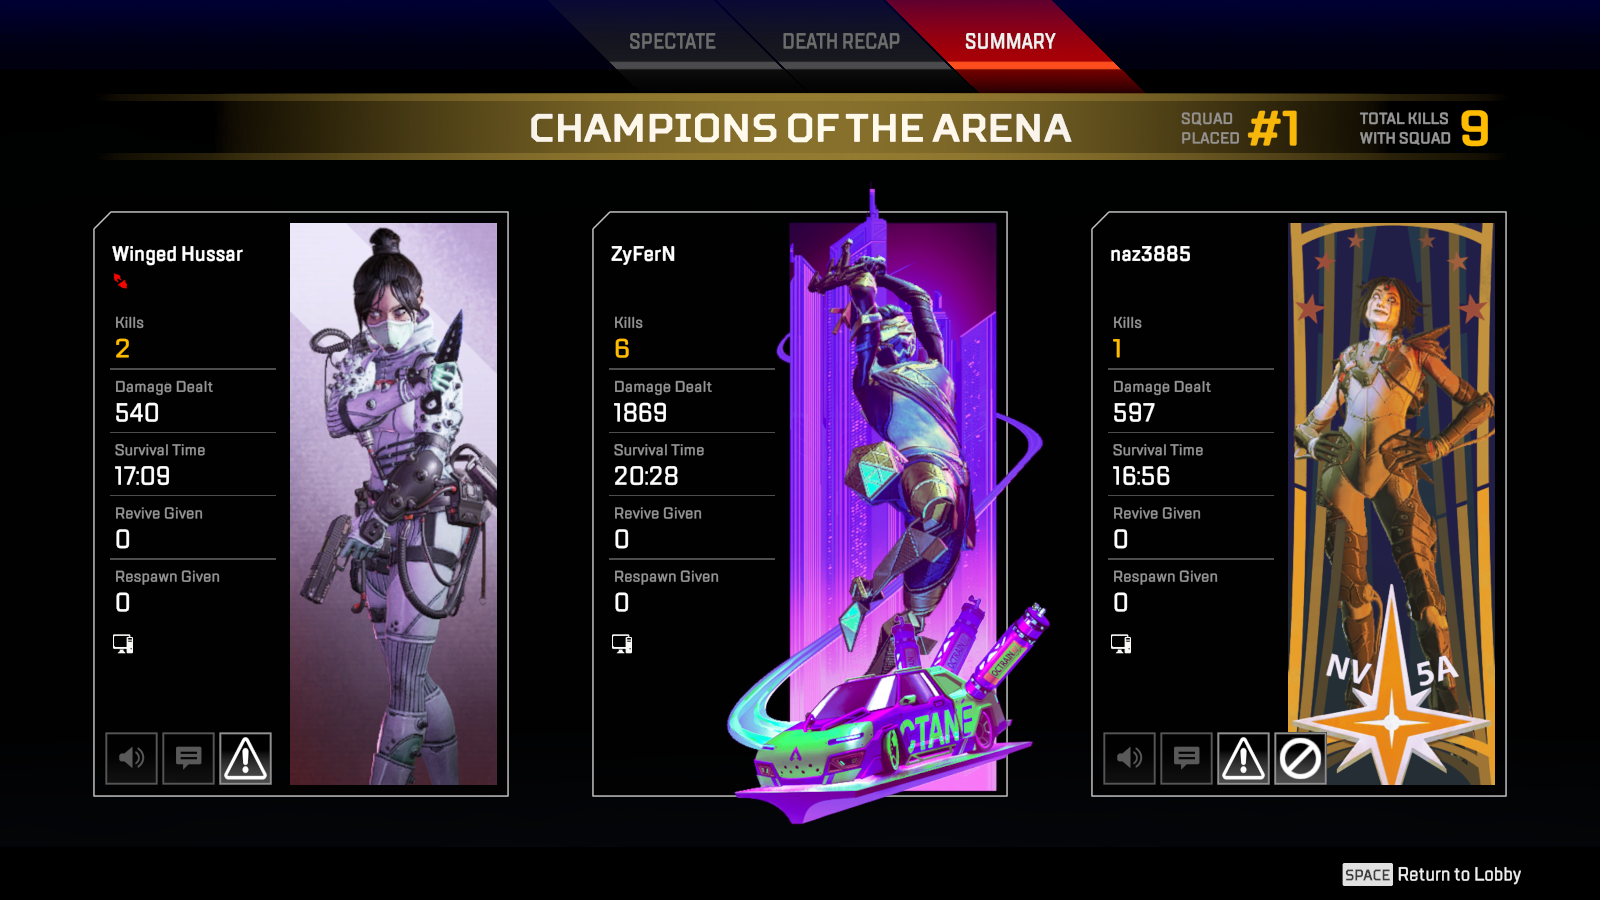 SPECTATE
DEATH RECAP
SUMMARY
CHAMPIONS OF THE ARENA
SQUAD PLACED #1
TOTAL KILLS WITH SQUAD 9
Winged Hussar
Kills
2
Damage Dealt
540
Survival Time
17:09
Revive Given
0
Respawn Given
0
ZyFerN
Kills
6
Damage Dealt
1869
Survival Time
20:28
Revive Given
0
Respawn Given
0
OCTRAIN
OCTRAIN
CTANE
naz3885
Kills
1
Damage Dealt
597
Survival Time
16:56
Revive Given
0
Respawn Given
0
NV 5A
SPACE Return to Lobby